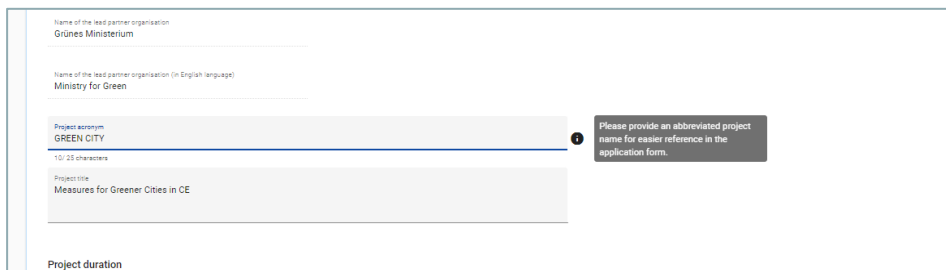 Name of the lead partner organisation
Grünes Ministerium
Name of the lead partner organisation (in English language)
Ministry for Green
Project acronym
GREEN CITY
Please provide an abbreviated project
name for easier reference in the
application form.
10/ 25 characters
Project title
Measures for Greener Cities in CE
Project duration